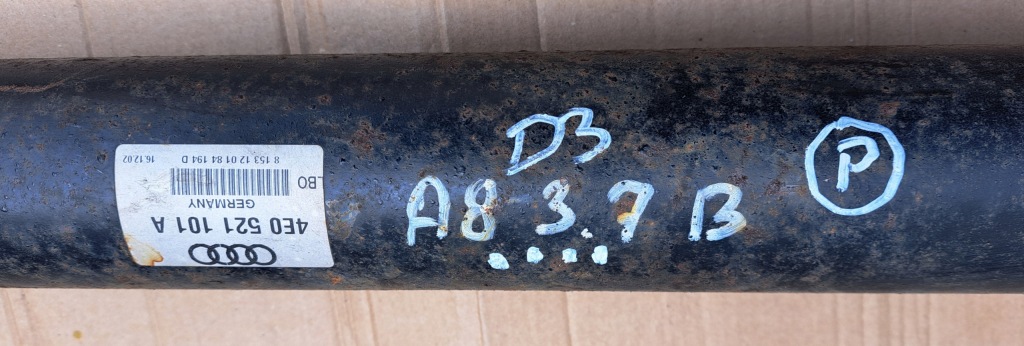 D3
A8 3.7 B
P
4E0 521 101 A
GERMANY
LBO
8 153 12 01 84 194 D 16.12.02